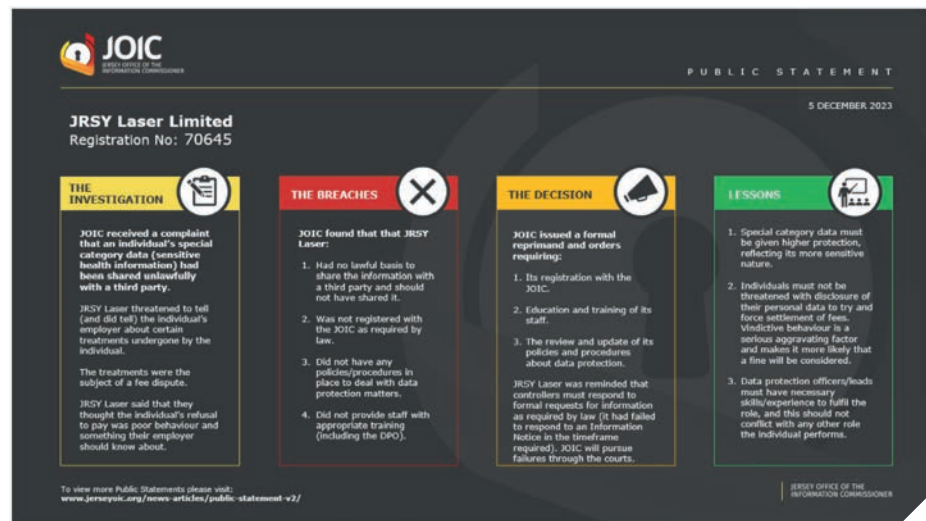 JOIC
JERSEY OFFICE OF THE
INFORMATION COMMISSIONER
PUBLIC STATEMENT
5 DECEMBER 2023
JRSY Laser Limited
Registration No: 70645
THE
INVESTIGATION
JOIC received a complaint
that an individual's special
category data (sensitive
health information) had
been shared unlawfully
with a third party.
JRSY Laser threatened to tell
(and did tell) the individual's
employer about certain
treatments undergone by the
individual.
The treatments were the
subject of a fee dispute.
JRSY Laser said that they
thought the individual's refusal
to pay was poor behaviour and
something their employer
should know about.
THE BREACHES
JOIC found that that JRSY
Laser:
1. Had no lawful basis to
share the information with
a third party and should
not have shared it.
2. Was not registered with
the JOIC as required by
law.
3. Did not have any
policies/procedures in
place to deal with data
protection matters.
4. Did not provide staff with
appropriate training
(including the DPO).
THE DECISION
JOIC issued a formal
reprimand and orders
requiring:
1. Its registration with the
JOIC.
2. Education and training of its
staff.
3. The review and update of its
policies and procedures
about data protection.
JRSY Laser was reminded that
controllers must respond to
formal requests for information
as required by law (it had failed
to respond to an Information
Notice in the timeframe
required). JOIC will pursue
failures through the courts.
LESSONS
1. Special category data must
be given higher protection,
reflecting its more sensitive
nature.
2. Individuals must not be
threatened with disclosure of
their personal data to try and
force settlement of fees.
Vindictive behaviour is a
serious aggravating factor
and makes it more likely that
a fine will be considered.
3. Data protection officers/leads
must have necessary
skills/experience to fulfil the
role, and this should not
conflict with any other role
the individual performs.
To view more Public Statements please visit:
www.jerseyoic.org/news-articles/public-statement-v2/
JERSEY OFFICE OF THE
INFORMATION COMMISSIONER